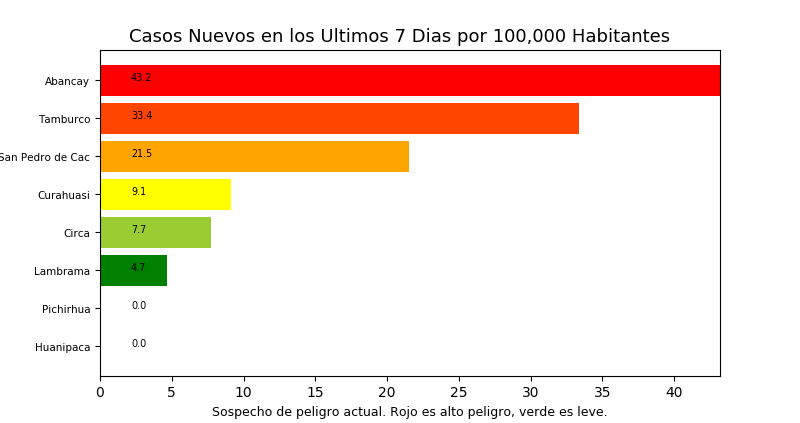 Casos Nuevos en los Ultimos 7 Dias por 100,000 Habitantes
Abancay 43.2
Tamburco 33.4
San Pedro de Cac 21.5
Curahuasi 9.1
Circa 7.7
Lambrama 4.7
Pichirhua 0.0
Huanipaca 0.0
0 5 10 15 20 25 30 35 40
Sospecho de peligro actual. Rojo es alto peligro, verde es leve.